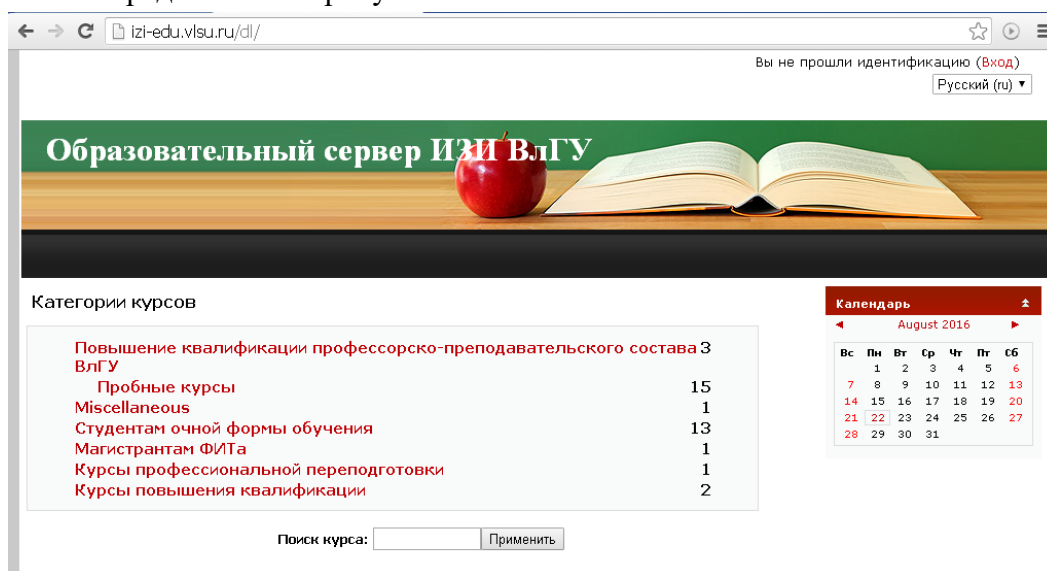 izi-edu.vlsu.ru/dl/
Вы не прошли идентификацию (Вход)
Русский (ru)
Образовательный сервер ИЗИ ВлГУ
Категории курсов
Повышение квалификации профессорско-преподавательского состава 3
ВлГУ
Пробные курсы 15
Miscellaneous 1
Студентам очной формы обучения 13
Магистрантам ФИТа 1
Курсы профессиональной переподготовки 1
Курсы повышения квалификации 2
Поиск курса: Применить
Календарь
August 2016
Вс Пн Вт Ср Чт Пт Сб
1 2 3 4 5 6
7 8 9 10 11 12 13
14 15 16 17 18 19 20
21 22 23 24 25 26 27
28 29 30 31